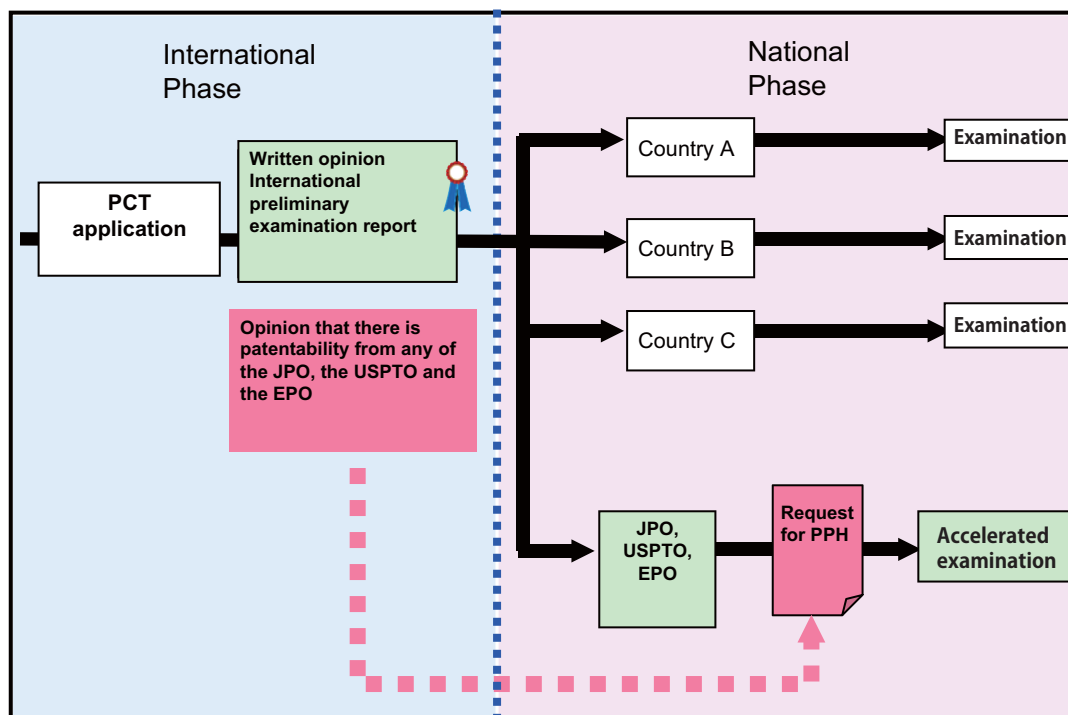 International
Phase
National
Phase
PCT
application
Written opinion
International
preliminary
examination report
Opinion that there is
patentability from any of
the JPO, the USPTO and
the EPO
Country A
Examination
Country B
Examination
Country C
Examination
JPO,
USPTO,
EPO
Request
for PPH
Accelerated
examination